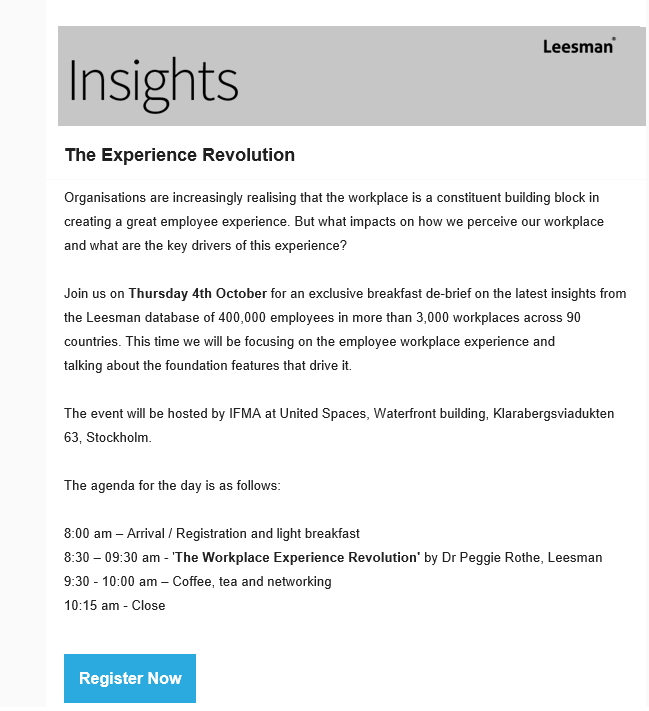 Leesman®
Insights
The Experience Revolution
Organisations are increasingly realising that the workplace is a constituent building block in
creating a great employee experience. But what impacts on how we perceive our workplace
and what are the key drivers of this experience?
Join us on Thursday 4th October for an exclusive breakfast de-brief on the latest insights from
the Leesman database of 400,000 employees in more than 3,000 workplaces across 90
countries. This time we will be focusing on the employee workplace experience and
talking about the foundation features that drive it.
The event will be hosted by IFMA at United Spaces, Waterfront building, Klarabergsviadukten
63, Stockholm.
The agenda for the day is as follows:
8:00 am – Arrival / Registration and light breakfast
8:30 – 09:30 am - 'The Workplace Experience Revolution' by Dr Peggie Rothe, Leesman
9:30 - 10:00 am – Coffee, tea and networking
10:15 am - Close
Register Now